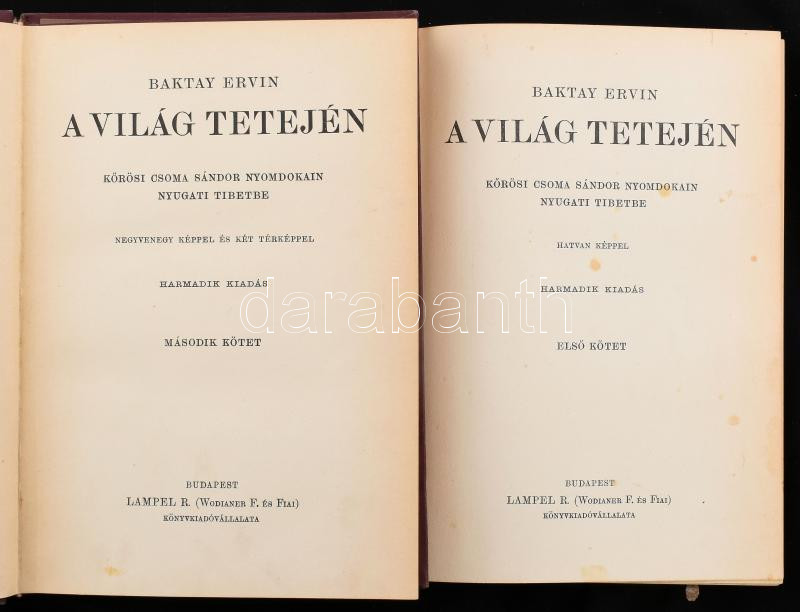 BAKTAY ERVIN
A VILÁG TETEJÉN
KŐRÖSI CSOMA SÁNDOR NYOMDOKAIN
NYUGATI TIBETBE
NEGYVENEGY KÉPPEL ÉS KÉT TÉRKÉPPEL
HARMADIK KIADÁS
MÁSODIK KÖTET
BUDAPEST
LAMPEL R. (WODIANER F. ÉS FIAI)
KÖNYVKIADÓVÁLLALATA
BAKTAY ERVIN
A VILÁG TETEJÉN
KŐRÖSI CSOMA SÁNDOR NYOMDOKAIN
NYUGATI TIBETBE
HATVAN KÉPPEL
HARMADIK KIADÁS
ELSŐ KÖTET
BUDAPEST
LAMPEL R. (WODIANER F. ÉS FIAI)
KÖNYVKIADÓVÁLLALATA
darabanth